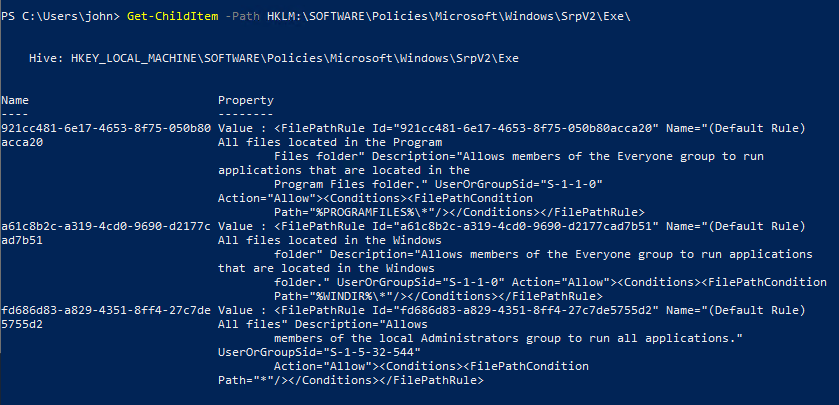 PS C:\Users\john> Get-ChildItem -Path HKLM:\SOFTWARE\Policies\Microsoft\Windows\SrpV2\Exe\
Hive: HKEY_LOCAL_MACHINE\SOFTWARE\Policies\Microsoft\Windows\SrpV2\Exe
Name Property
---- --------
921cc481-6e17-4653-8f75-050b80 Value : <FilePathRule Id="921cc481-6e17-4653-8f75-050b80acca20" Name="(Default Rule)
acca20 All files located in the Program
Files folder" Description="Allows members of the Everyone group to run
applications that are located in the
Program Files folder." UserOrGroupSid="S-1-1-0"
Action="Allow"><Conditions><FilePathCondition
Path="%PROGRAMFILES%\*"/></Conditions></FilePathRule>
a61c8b2c-a319-4cd0-9690-d2177c Value : <FilePathRule Id="a61c8b2c-a319-4cd0-9690-d2177cad7b51" Name="(Default Rule)
ad7b51 All files located in the Windows
folder" Description="Allows members of the Everyone group to run applications
that are located in the Windows
folder." UserOrGroupSid="S-1-1-0" Action="Allow"><Conditions><FilePathCondition
Path="%WINDIR%\*"/></Conditions></FilePathRule>
fd686d83-a829-4351-8ff4-27c7de Value : <FilePathRule Id="fd686d83-a829-4351-8ff4-27c7de5755d2" Name="(Default Rule)
5755d2 All files" Description="Allows
members of the local Administrators group to run all applications."
UserOrGroupSid="S-1-5-32-544"
Action="Allow"><Conditions><FilePathCondition
Path="*"/></Conditions></FilePathRule>